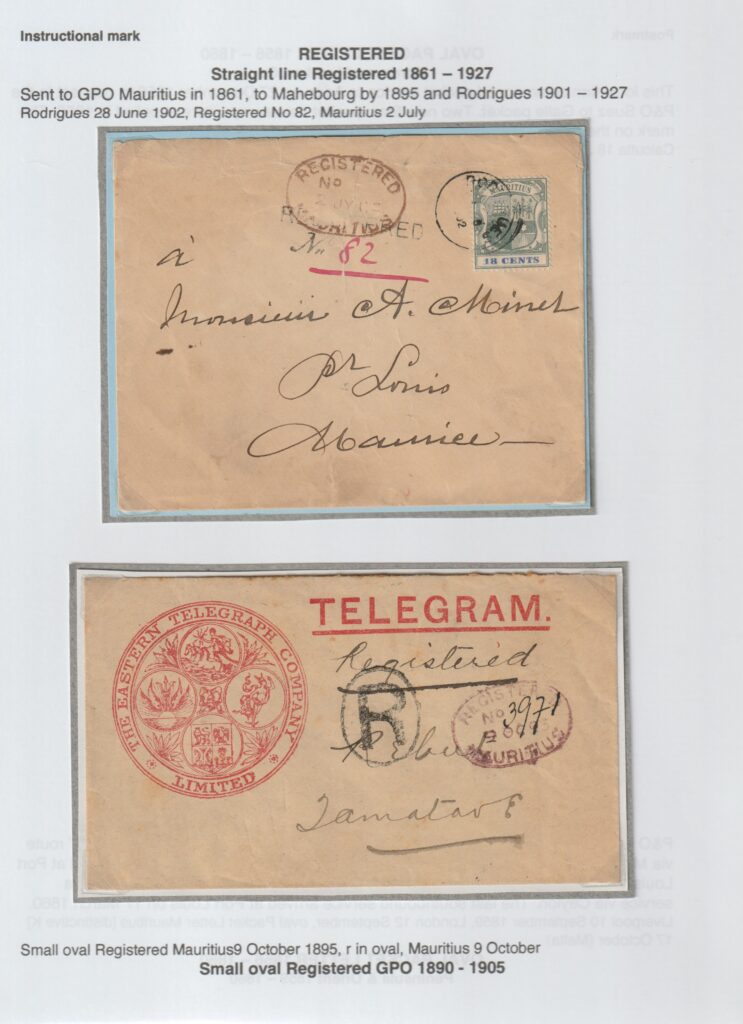 Instructional mark
REGISTERED
Straight line Registered 1861 – 1927
Sent to GPO Mauritius in 1861, to Mahebourg by 1895 and Rodrigues 1901 – 1927
Rodrigues 28 June 1902, Registered No 82, Mauritius 2 July
REGISTERED
No
MAURITIUS
REGISTERED
No. 82
MAURITIUS
18 CENTS
à
Monsieur A. Minet
Pt Louis
Maurice
THE EASTERN TELEGRAPH COMPANY
LIMITED
TELEGRAM.
Registered
R
REGISTERED
No 3971
MAURITIUS
Tamatave
Small oval Registered Mauritius9 October 1895, r in oval, Mauritius 9 October
Small oval Registered GPO 1890 - 1905